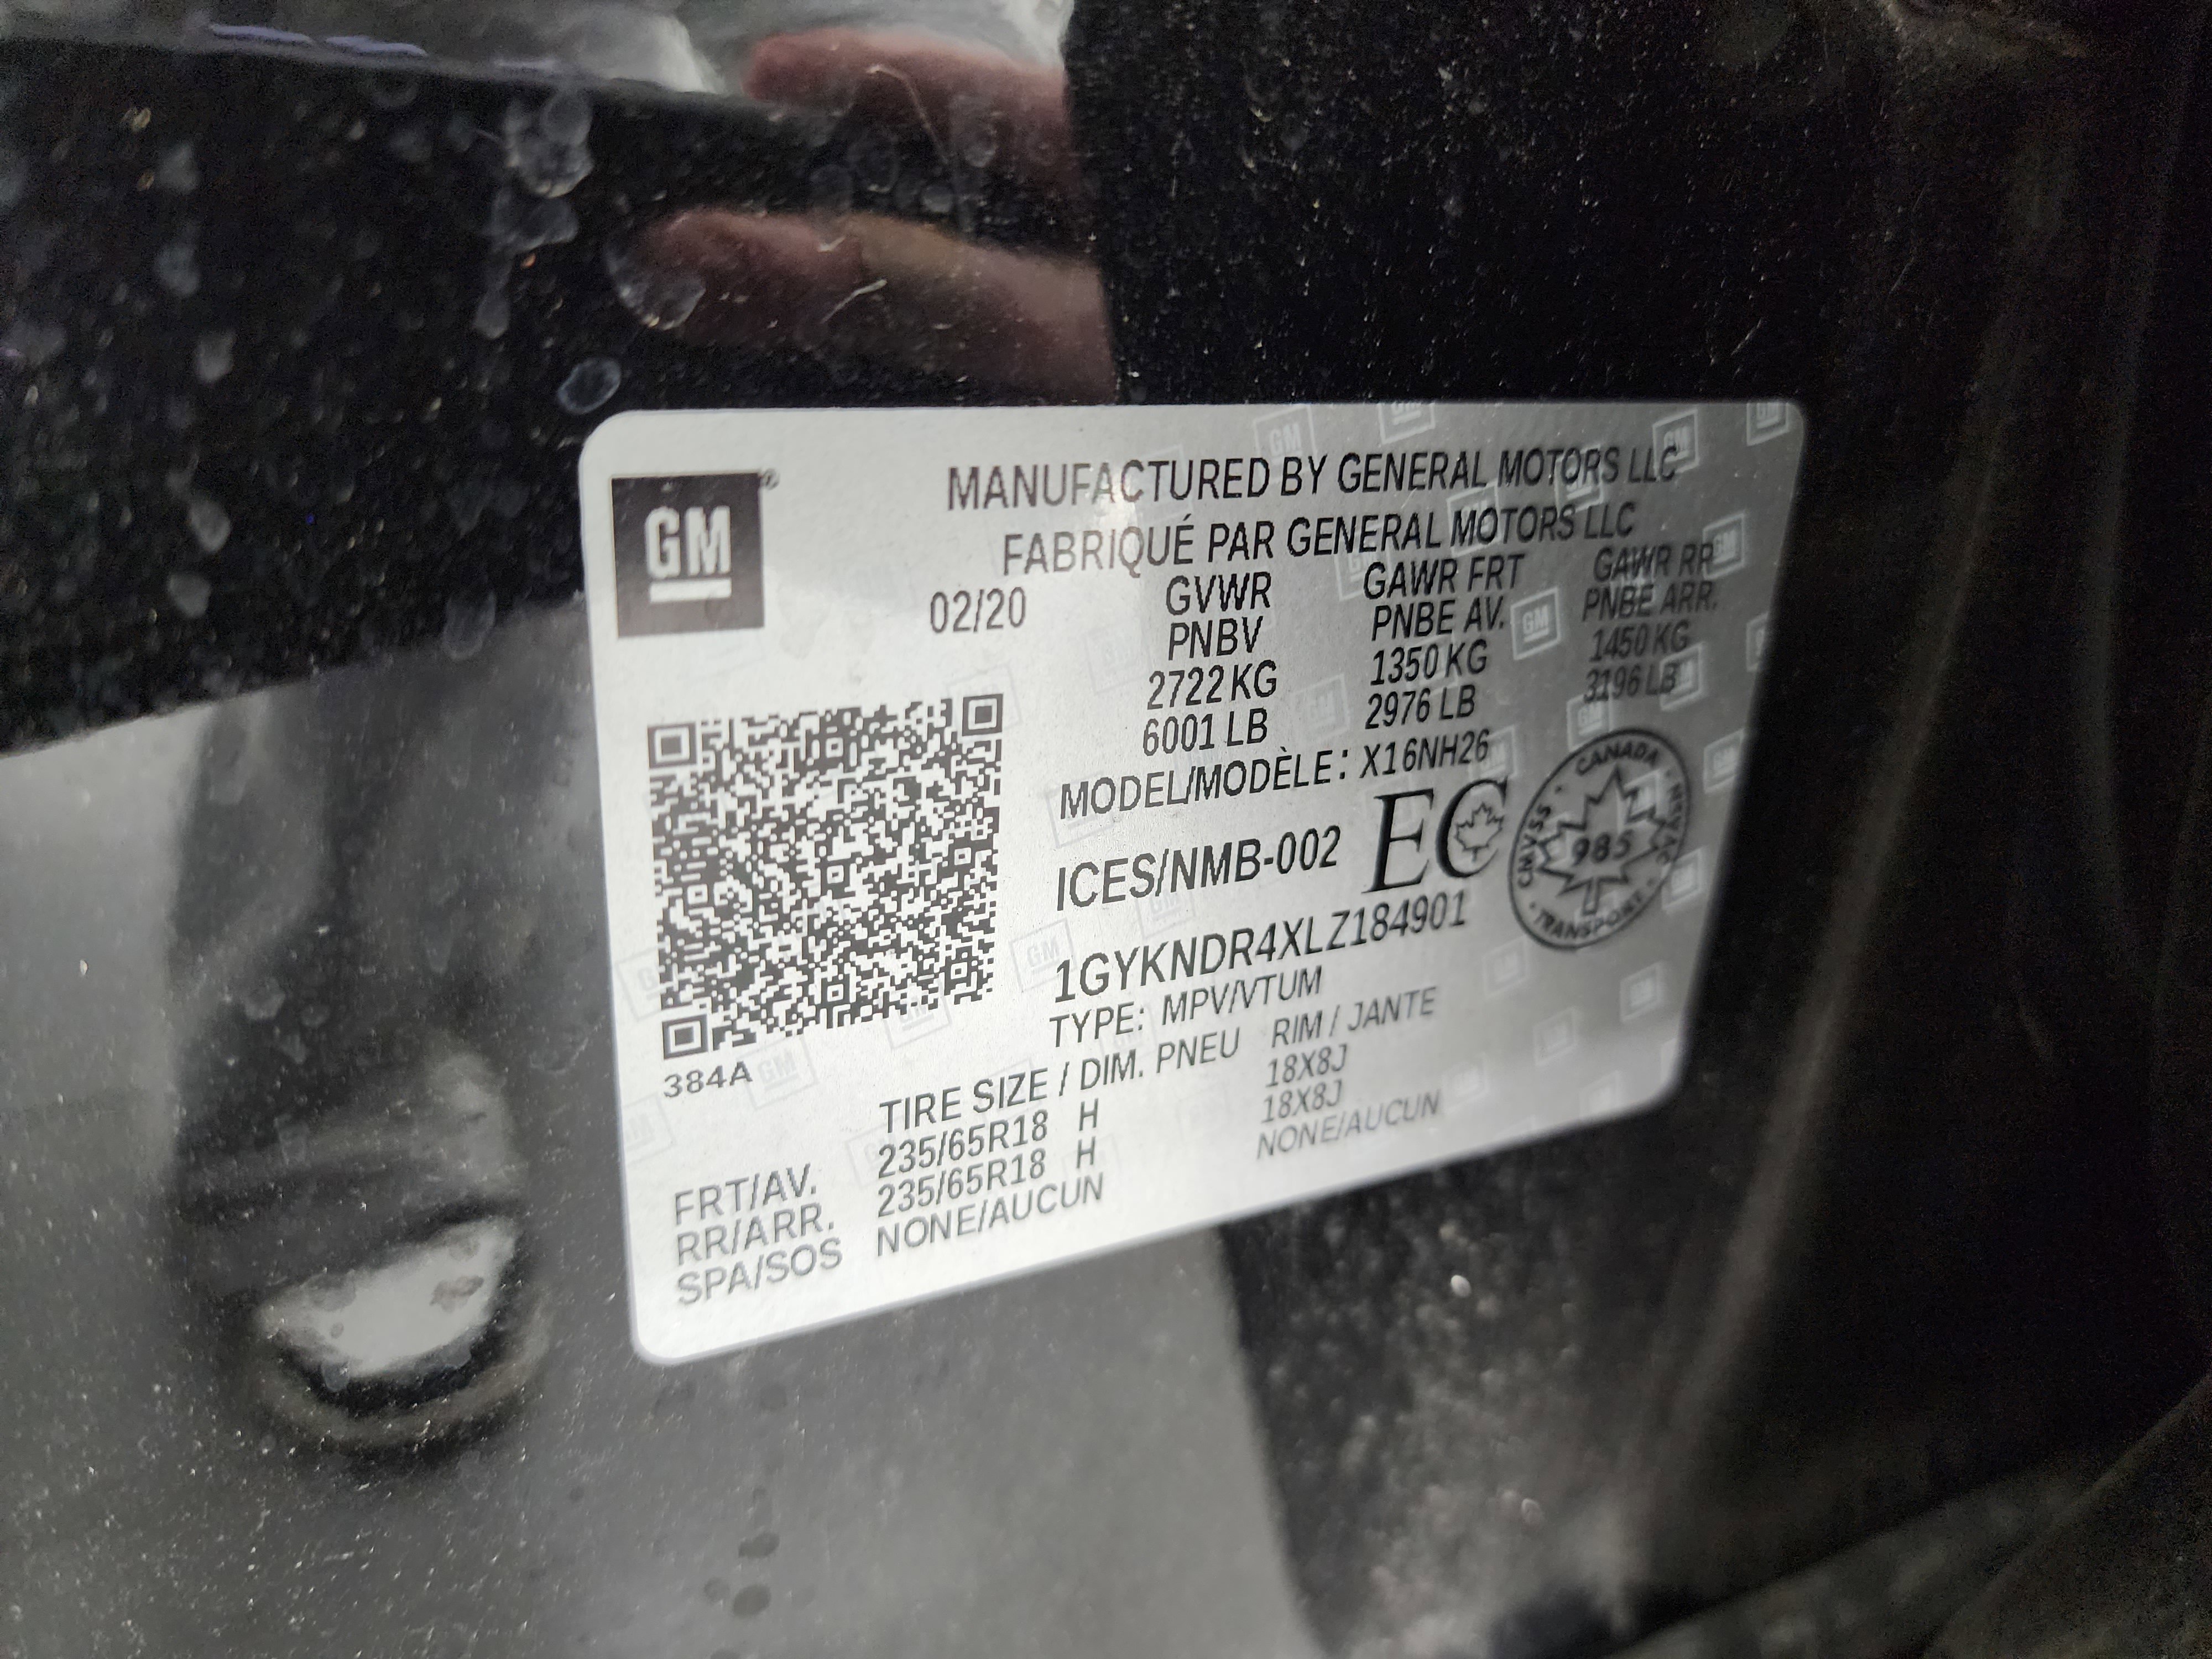 GM
MANUFACTURED BY GENERAL MOTORS LLC
FABRIQUÉ PAR GENERAL MOTORS LLC
02/20
GVWR GAWR FRT GAWR RR
PNBV PNBE AV. PNBE ARR.
2722 KG 1350 KG 1450 KG
6001 LB 2976 LB 3196 LB
MODEL/MODÈLE: X16NH26
ICES/NMB-002 EC
CANADA · CMVSS · NSVAC · TRANSPORT
985
1GYKNDR4XLZ184901
TYPE: MPV/VTUM
384A
TIRE SIZE / DIM. PNEU RIM / JANTE
FRT/AV. 235/65R18 H 18X8J
RR/ARR. 235/65R18 H 18X8J
SPA/SOS NONE/AUCUN NONE/AUCUN